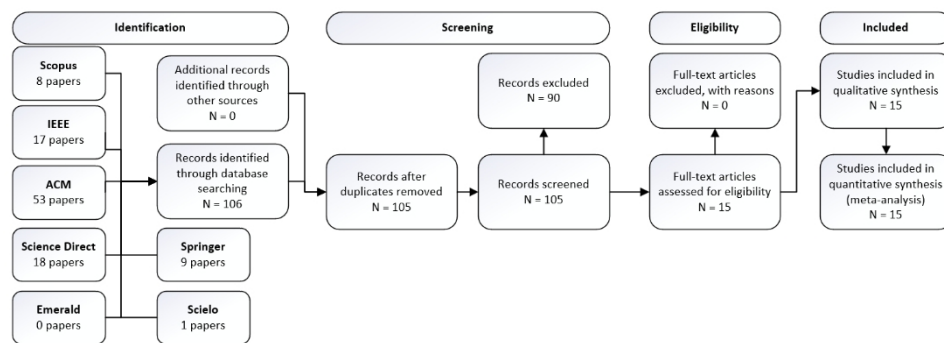 Identification
Screening
Eligibility
Included
Scopus
8 papers
IEEE
17 papers
ACM
53 papers
Science Direct
18 papers
Emerald
0 papers
Additional records
identified through
other sources
N = 0
Records identified
through database
searching
N = 106
Springer
9 papers
Scielo
1 papers
Records after
duplicates removed
N = 105
Records excluded
N = 90
Records screened
N = 105
Full-text articles
excluded, with reasons
N = 0
Full-text articles
assessed for eligibility
N = 15
Studies included in
qualitative synthesis
N = 15
Studies included in
quantitative synthesis
(meta-analysis)
N = 15